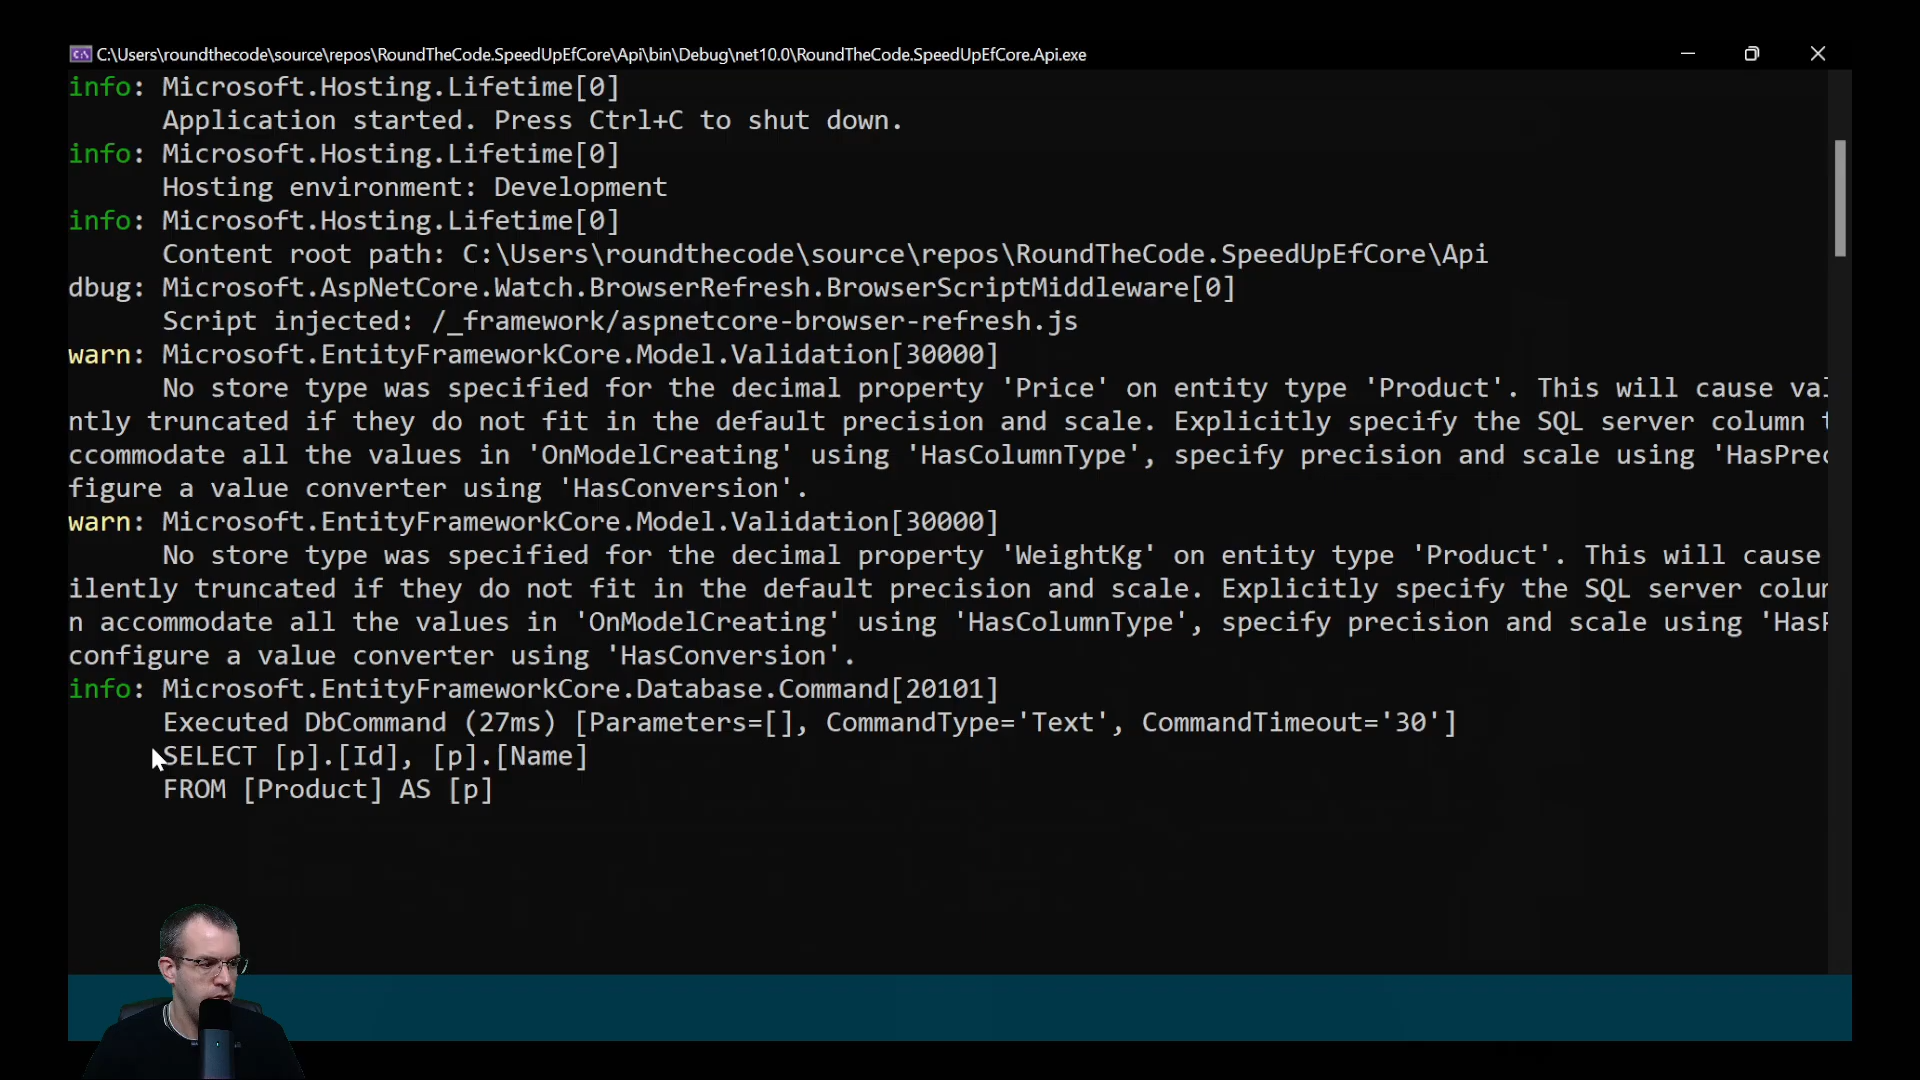 C:\Users\roundthecode\source\repos\RoundTheCode.SpeedUpEfCore\Api\bin\Debug\net10.0\RoundTheCode.SpeedUpEfCore.Api.exe
info: Microsoft.Hosting.Lifetime[0]
Application started. Press Ctrl+C to shut down.
info: Microsoft.Hosting.Lifetime[0]
Hosting environment: Development
info: Microsoft.Hosting.Lifetime[0]
Content root path: C:\Users\roundthecode\source\repos\RoundTheCode.SpeedUpEfCore\Api
dbug: Microsoft.AspNetCore.Watch.BrowserRefresh.BrowserScriptMiddleware[0]
Script injected: /_framework/aspnetcore-browser-refresh.js
warn: Microsoft.EntityFrameworkCore.Model.Validation[30000]
No store type was specified for the decimal property 'Price' on entity type 'Product'. This will cause
ntly truncated if they do not fit in the default precision and scale. Explicitly specify the SQL server column
ccommodate all the values in 'OnModelCreating' using 'HasColumnType', specify precision and scale using
figure a value converter using 'HasConversion'.
warn: Microsoft.EntityFrameworkCore.Model.Validation[30000]
No store type was specified for the decimal property 'WeightKg' on entity type 'Product'. This will cause
ilently truncated if they do not fit in the default precision and scale. Explicitly specify the SQL server
n accommodate all the values in 'OnModelCreating' using 'HasColumnType', specify precision and scale using
configure a value converter using 'HasConversion'.
info: Microsoft.EntityFrameworkCore.Database.Command[20101]
Executed DbCommand (27ms) [Parameters=[], CommandType='Text', CommandTimeout='30']
SELECT [p].[Id], [p].[Name]
FROM [Product] AS [p]